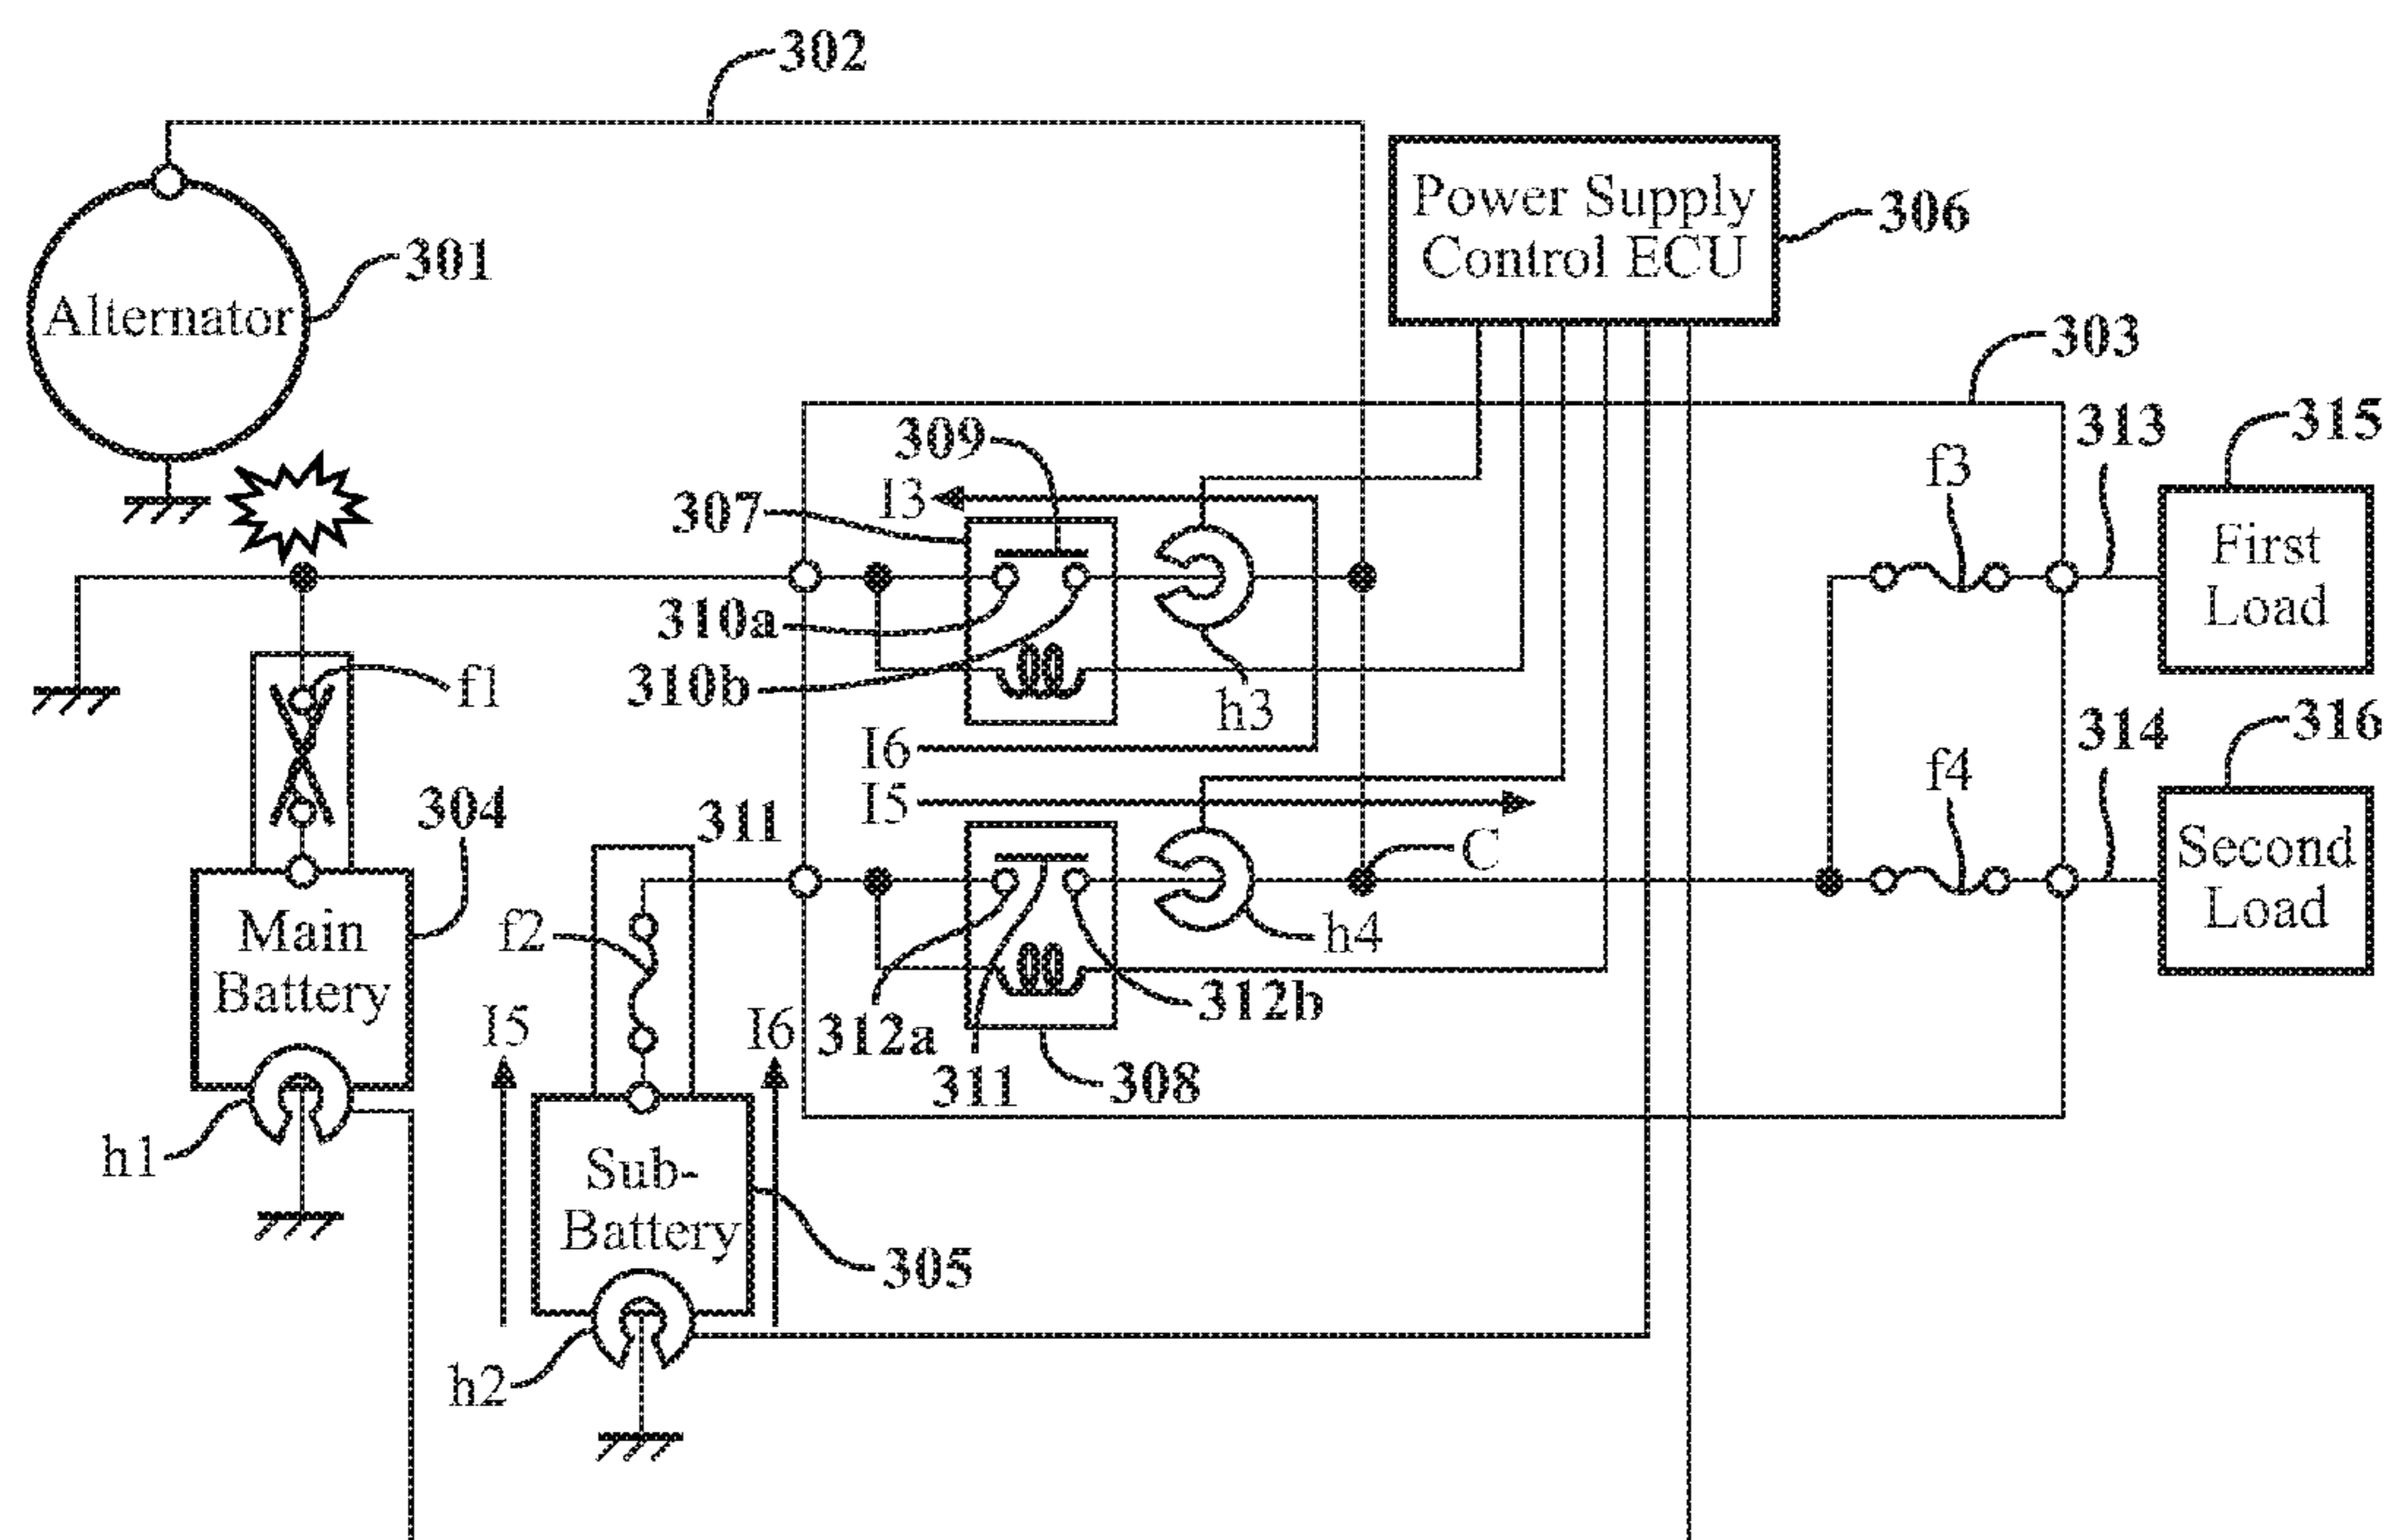 302
Power Supply
Control ECU
306
Alternator
301
303
309
315
313
I3
307
f3
First
Load
310a
310b
f1
h3
I6
316
314
I5
f4
304
311
C
Second
Load
Main
Battery
f2
h4
I5
I6
312a
312b
311
308
h1
Sub-
Battery
305
h2